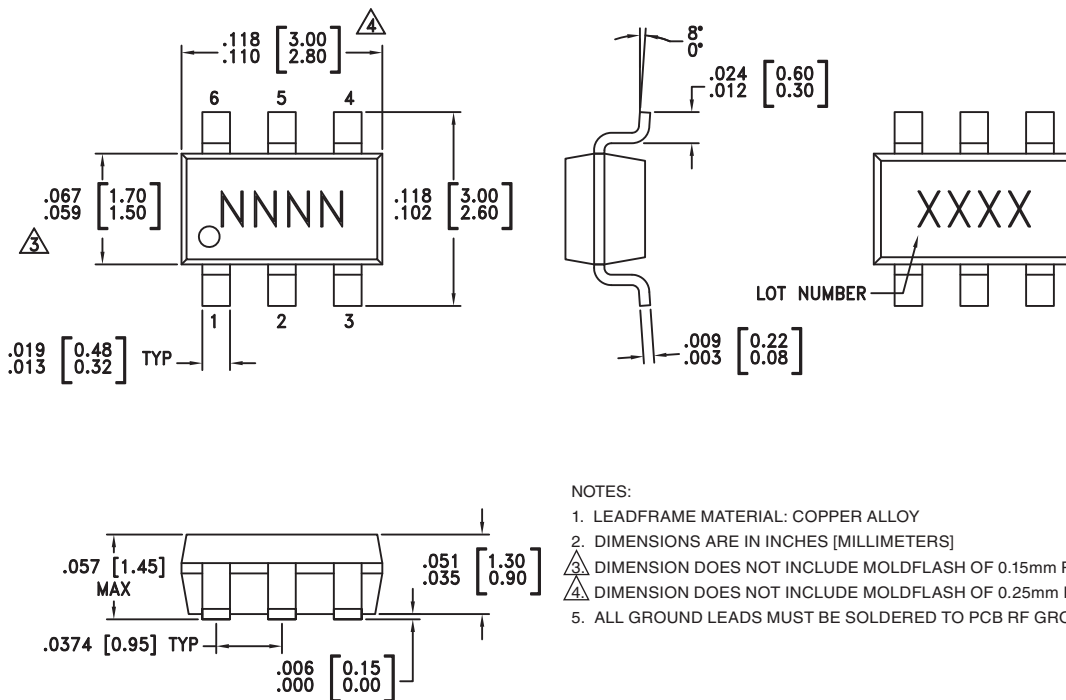 .118 [3.00]
.110 [2.80]
4
6 5 4
.067 [1.70]
.059 [1.50]
3
NNNN
.118 [3.00]
.102 [2.60]
1 2 3
.019 [0.48]
.013 [0.32] TYP
8°
0°
.024 [0.60]
.012 [0.30]
.009 [0.22]
.003 [0.08]
XXXX
LOT NUMBER
.057 [1.45]
MAX
.051 [1.30]
.035 [0.90]
.0374 [0.95] TYP
.006 [0.15]
.000 [0.00]
NOTES:
1. LEADFRAME MATERIAL: COPPER ALLOY
2. DIMENSIONS ARE IN INCHES [MILLIMETERS]
3. DIMENSION DOES NOT INCLUDE MOLDFLASH OF 0.15mm
4. DIMENSION DOES NOT INCLUDE MOLDFLASH OF 0.25mm
5. ALL GROUND LEADS MUST BE SOLDERED TO PCB RF